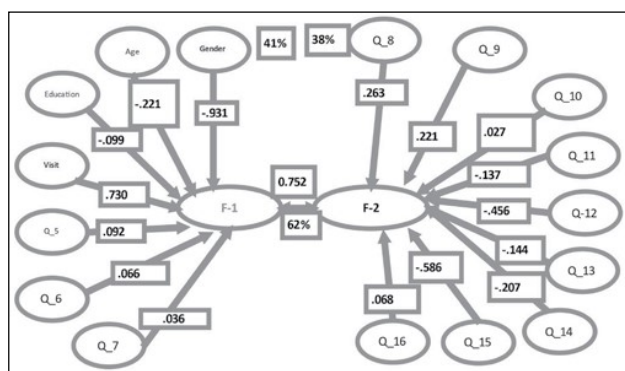 Age
Gender
41%
38%
Q_8
Q_9
Education
-.221
-.931
.263
Q_10
-.099
.221
.027
Q_11
Visit
-.137
.730
0.752
Q_5
.092
F-1
F-2
-.456
Q-12
62%
-.144
Q_13
Q_6
.066
-.586
-.207
.068
.036
Q_7
Q_16
Q_15
Q_14